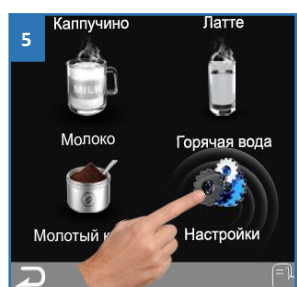 5
Каппучино Латте
MILK
Молоко Горячая вода
Молотый Настройки